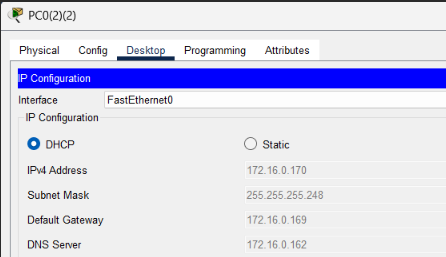 PC0(2)(2)
Physical Config Desktop Programming Attributes
IP Configuration
Interface FastEthernet0
IP Configuration
DHCP Static
IPv4 Address 172.16.0.170
Subnet Mask 255.255.255.248
Default Gateway 172.16.0.169
DNS Server 172.16.0.162